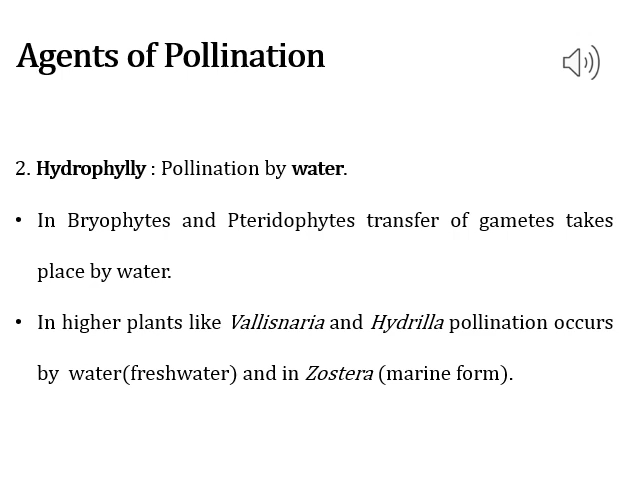 Agents of Pollination
2. Hydrophylly : Pollination by water.
• In Bryophytes and Pteridophytes transfer of gametes takes
place by water.
• In higher plants like Vallisnaria and Hydrilla pollination occurs
by water(freshwater) and in Zostera (marine form).